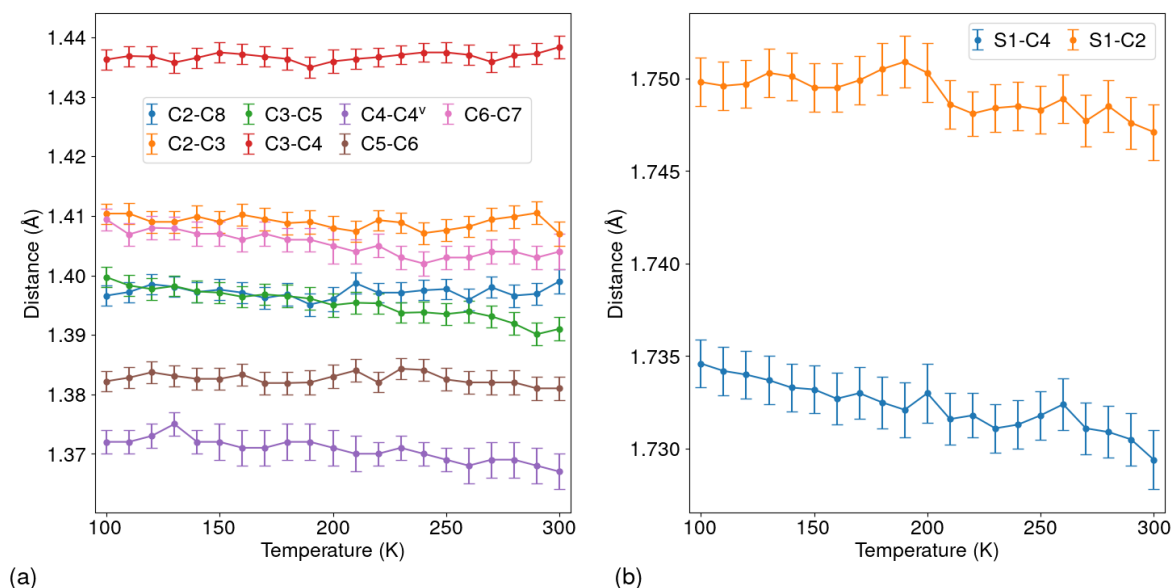 1.44
1.43
1.42
1.41
1.40
1.39
1.38
1.37
Distance (Å)
C2-C8 C3-C5 C4-C4ᵛ C6-C7
C2-C3 C3-C4 C5-C6
100 150 200 250 300
Temperature (K)
(a)
1.750
1.745
1.740
1.735
1.730
Distance (Å)
S1-C4 S1-C2
100 150 200 250 300
Temperature (K)
(b)